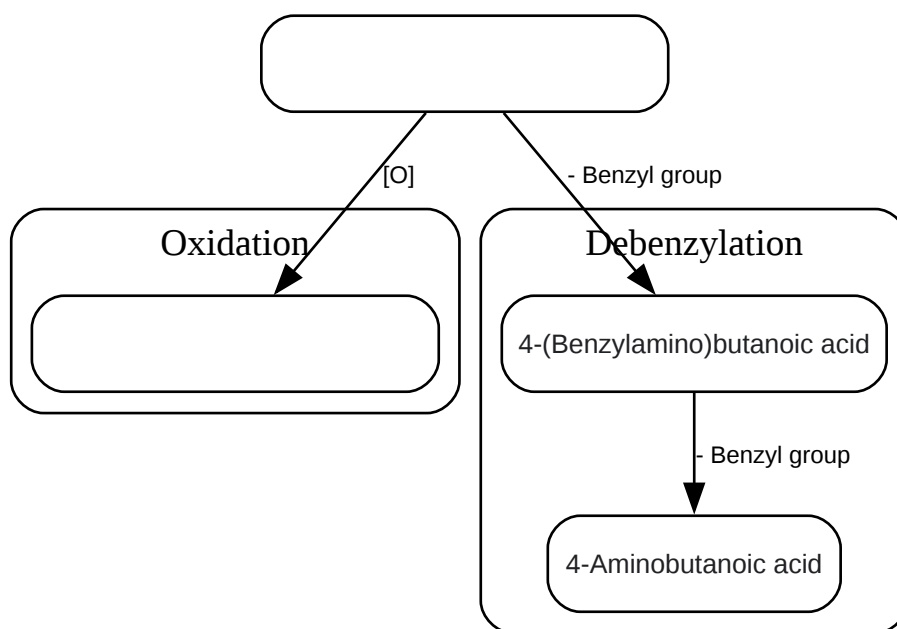 [O]
- Benzyl group
Oxidation
Debenzylation
4-(Benzylamino)butanoic acid
- Benzyl group
4-Aminobutanoic acid